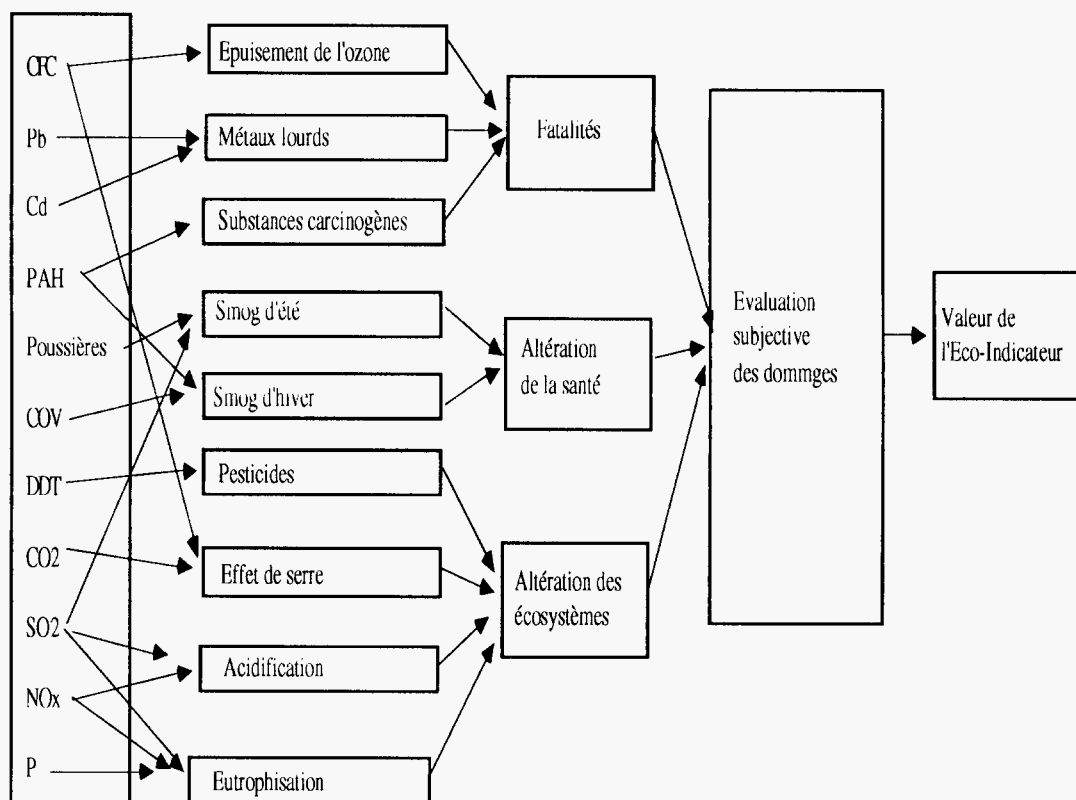 CFC
Pb
Cd
PAH
Poussières
COV
DDT
CO2
SO2
NOx
P
Epuisement de l'ozone
Métaux lourds
Substances carcinogènes
Smog d'été
Smog d'hiver
Pesticides
Effet de serre
Acidification
Eutrophisation
Fatalités
Altération
de la santé
Altération des
écosystèmes
Evaluation
subjective
des dommges
Valeur de
l'Eco-Indicateur